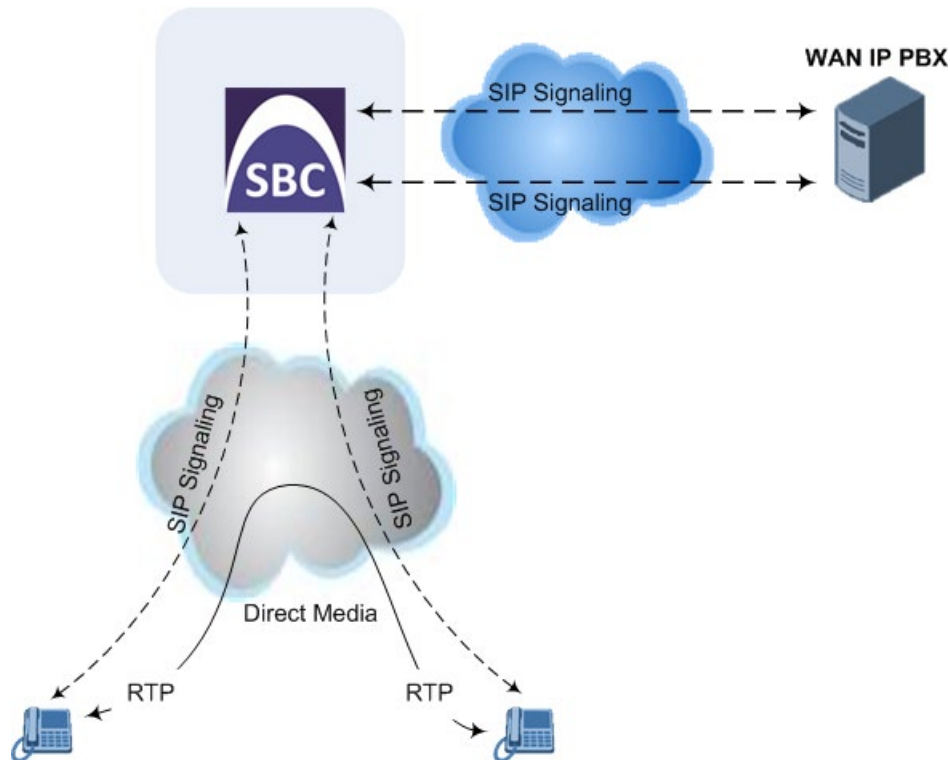 WAN IP PBX
SIP Signaling
SBC
SIP Signaling
SIP Signaling
SIP Signaling
Direct Media
RTP
RTP